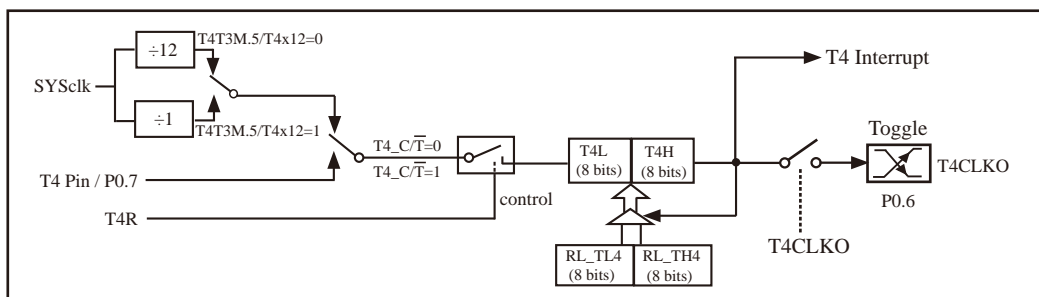 T4T3M.5/T4x12=0
÷12
SYSclk
÷1
T4T3M.5/T4x12=1
T4 Interrupt
Toggle
T4_C/T̅=0
T4_C/T̅=1
T4L
(8 bits)
T4H
(8 bits)
T4CLKO
P0.6
T4 Pin / P0.7
control
T4R
T4CLKO
RL_TL4
(8 bits)
RL_TH4
(8 bits)